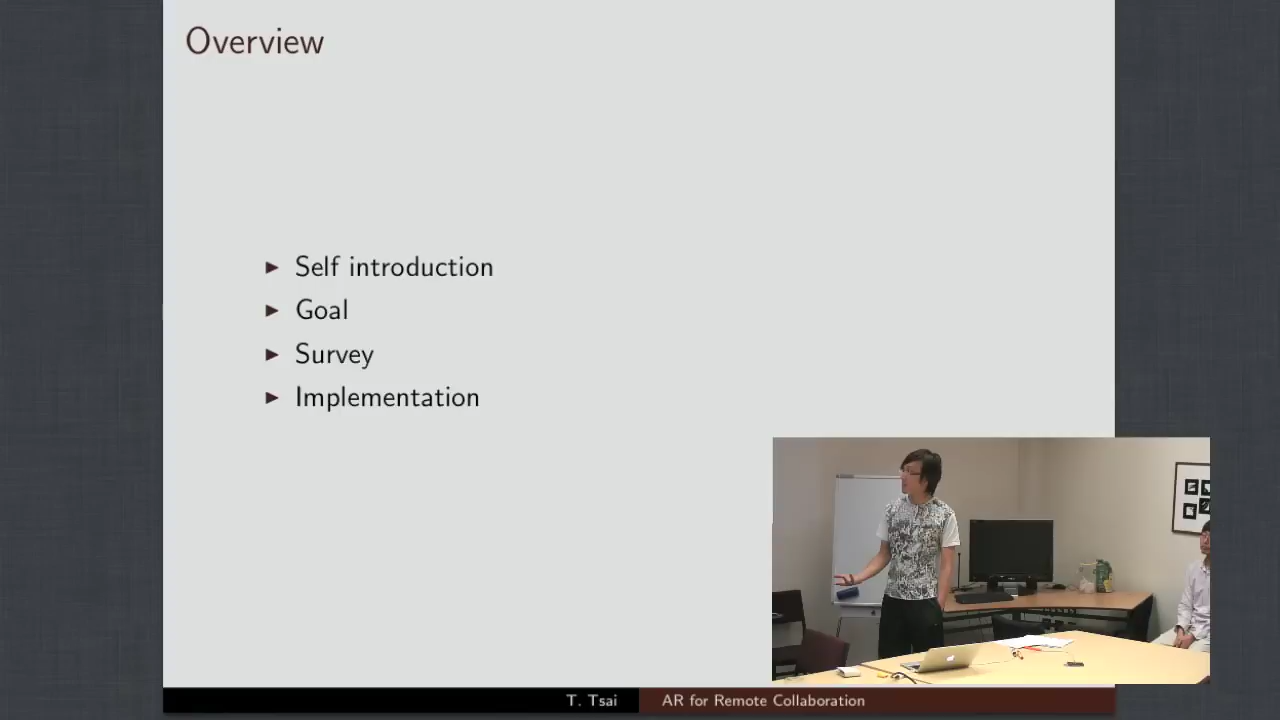 Overview
Self introduction
Goal
Survey
Implementation
T. Tsai
AR for Remote Collaboration